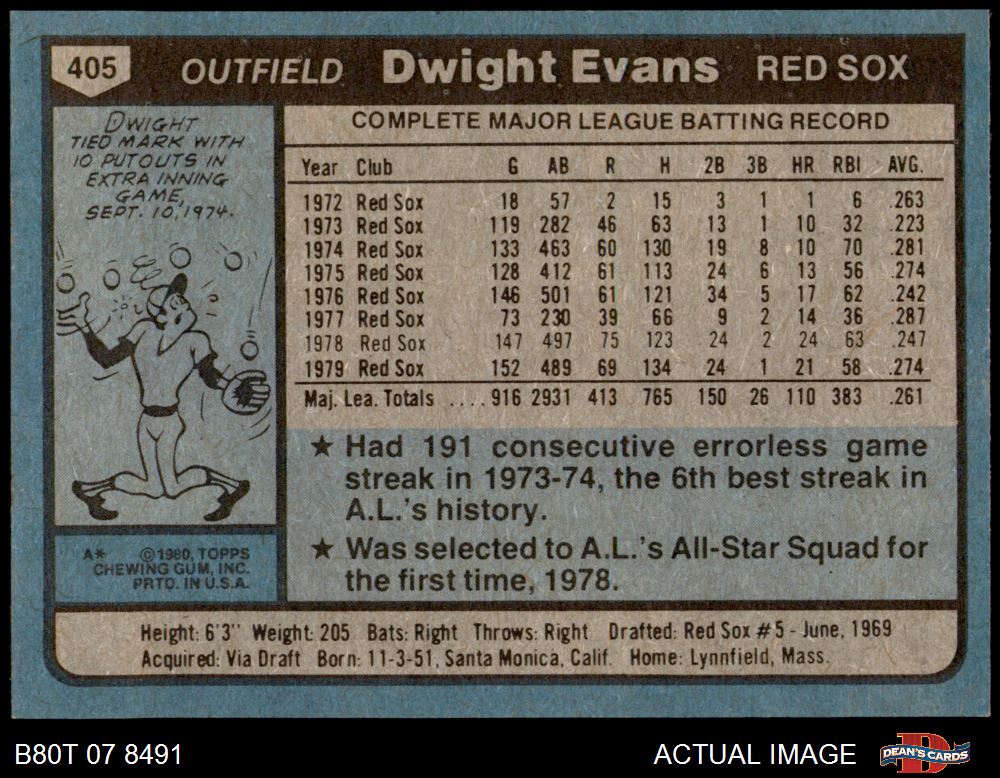 405 OUTFIELD Dwight Evans RED SOX
DWIGHT
TIED MARK WITH
10 PUTOUTS IN
EXTRA INNING
GAME,
SEPT. 10, 1974.
COMPLETE MAJOR LEAGUE BATTING RECORD
Year Club G AB R H 2B 3B HR RBI AVG.
1972 Red Sox 18 57 2 15 3 1 1 6 .263
1973 Red Sox 119 282 46 63 13 1 10 32 .223
1974 Red Sox 133 463 60 130 19 8 10 70 .281
1975 Red Sox 128 412 61 113 24 6 13 56 .274
1976 Red Sox 146 501 61 121 34 5 17 62 .242
1977 Red Sox 73 230 39 66 9 2 14 36 .287
1978 Red Sox 147 497 75 123 24 2 24 63 .247
1979 Red Sox 152 489 69 134 24 1 21 58 .274
Maj. Lea. Totals .... 916 2931 413 765 150 26 110 383 .261
★ Had 191 consecutive errorless game
streak in 1973-74, the 6th best streak in
A.L.'s history.
★ Was selected to A.L.'s All-Star Squad for
the first time, 1978.
A* ©1980, TOPPS
CHEWING GUM, INC.
PRTD. IN U.S.A.
Height: 6'3" Weight: 205 Bats: Right Throws: Right Drafted: Red Sox #5 - June, 1969
Acquired: Via Draft Born: 11-3-51, Santa Monica, Calif. Home: Lynnfield, Mass.
B80T 07 8491 ACTUAL IMAGE DEAN'S CARDS